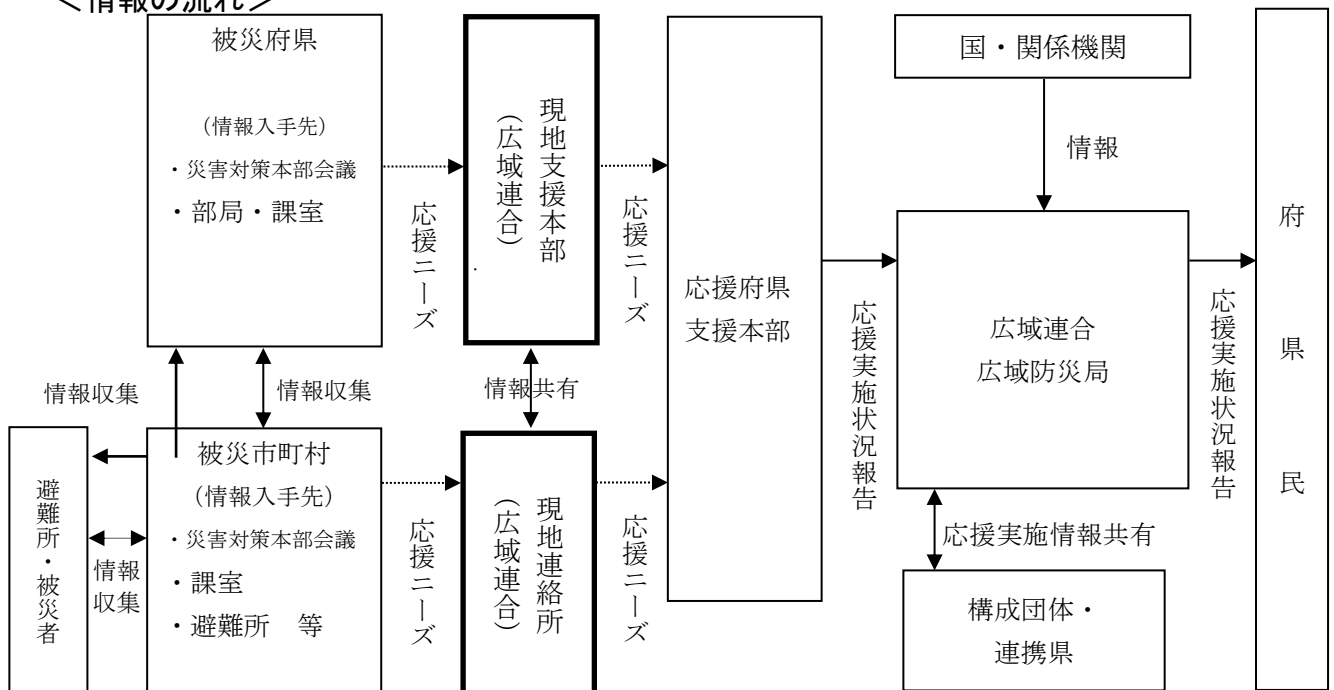 ＜情報の流れ＞
被災府県
（情報入手先）
・災害対策本部会議
・部局・課室
応援ニーズ
現地支援本部
（広域連合）
応援ニーズ
情報収集
情報収集
情報共有
避難所・被災者
情報
収集
被災市町村
（情報入手先）
・災害対策本部会議
・課室
・避難所　等
応援ニーズ
現地連絡所
（広域連合）
応援ニーズ
応援府県
支援本部
応援実施状況報告
国・関係機関
情報
広域連合
広域防災局
応援実施情報共有
構成団体・
連携県
応援実施状況報告
府県民